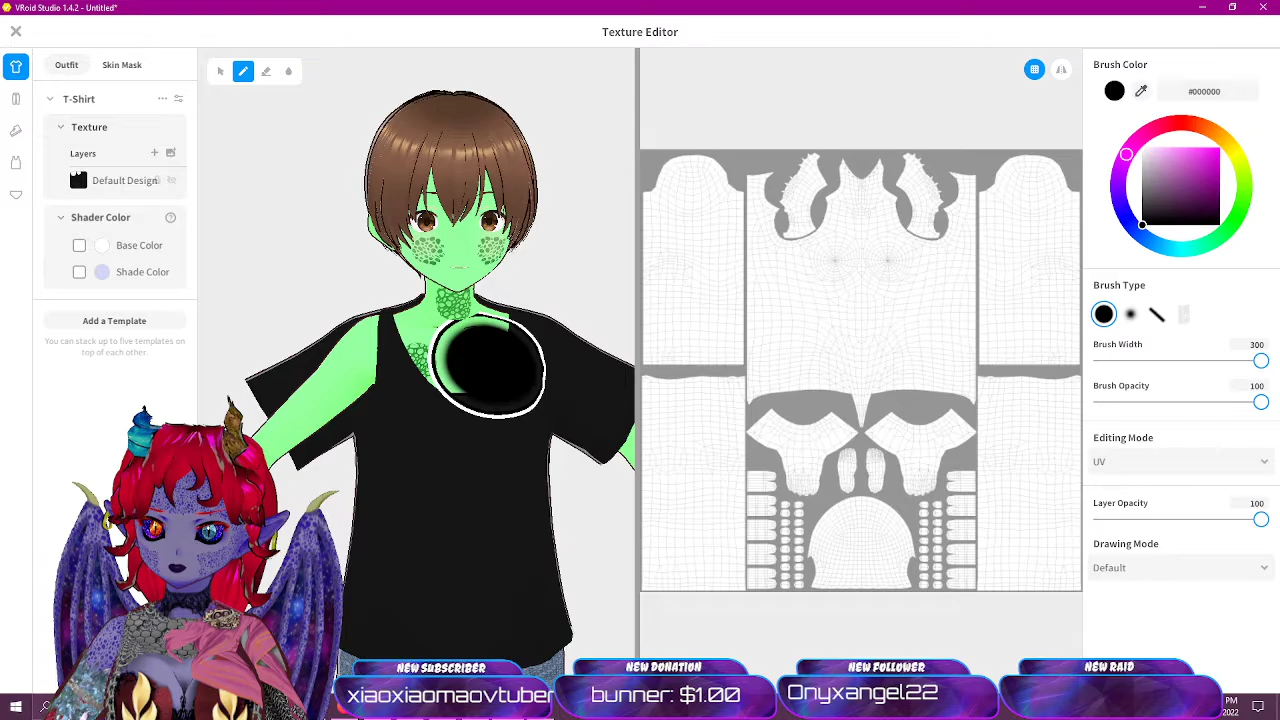 VRoid Studio 1.4.2 - Untitled*
Texture Editor
Outfit
Skin Mask
T-Shirt
Texture
Layers
Default Design
Shader Color
Base Color
Shade Color
Add a Template
You can stack up to five templates on
top of each other.
Brush Color
#000000
Brush Type
Brush Width
300
Brush Opacity
100
Editing Mode
UV
Layer Opacity
100
Drawing Mode
Default
NEW SUBSCRIBER
NEW DONATION
NEW FOLLOWER
NEW RAID
xiaoxiaomaovtuber
bunner: $1.00
Onyxangel22
PM
2022